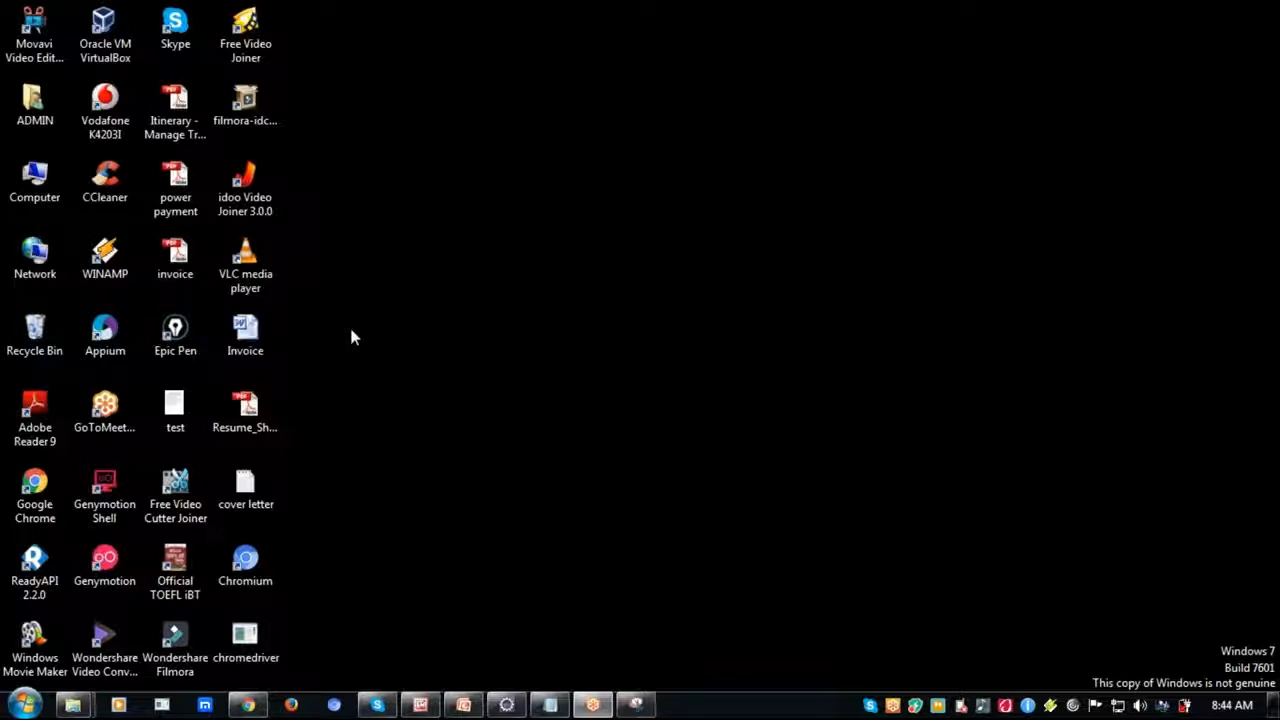 Movavi
Video Edit...
Oracle VM
VirtualBox
Skype
Free Video
Joiner
ADMIN
Vodafone
K4203I
Itinerary -
Manage Tr...
filmora-idc...
Computer
CCleaner
power
payment
idoo Video
Joiner 3.0.0
Network
WINAMP
invoice
VLC media
player
Recycle Bin
Appium
Epic Pen
Invoice
Adobe
Reader 9
GoToMeet...
test
Resume_Sh...
Google
Chrome
Genymotion
Shell
Free Video
Cutter Joiner
cover letter
ReadyAPI
2.2.0
Genymotion
Official
TOEFL iBT
Chromium
Windows
Movie Maker
Wondershare
Video Conv...
Wondershare
Filmora
chromedriver
Windows 7
Build 7601
This copy of Windows is not genuine
8:44 AM